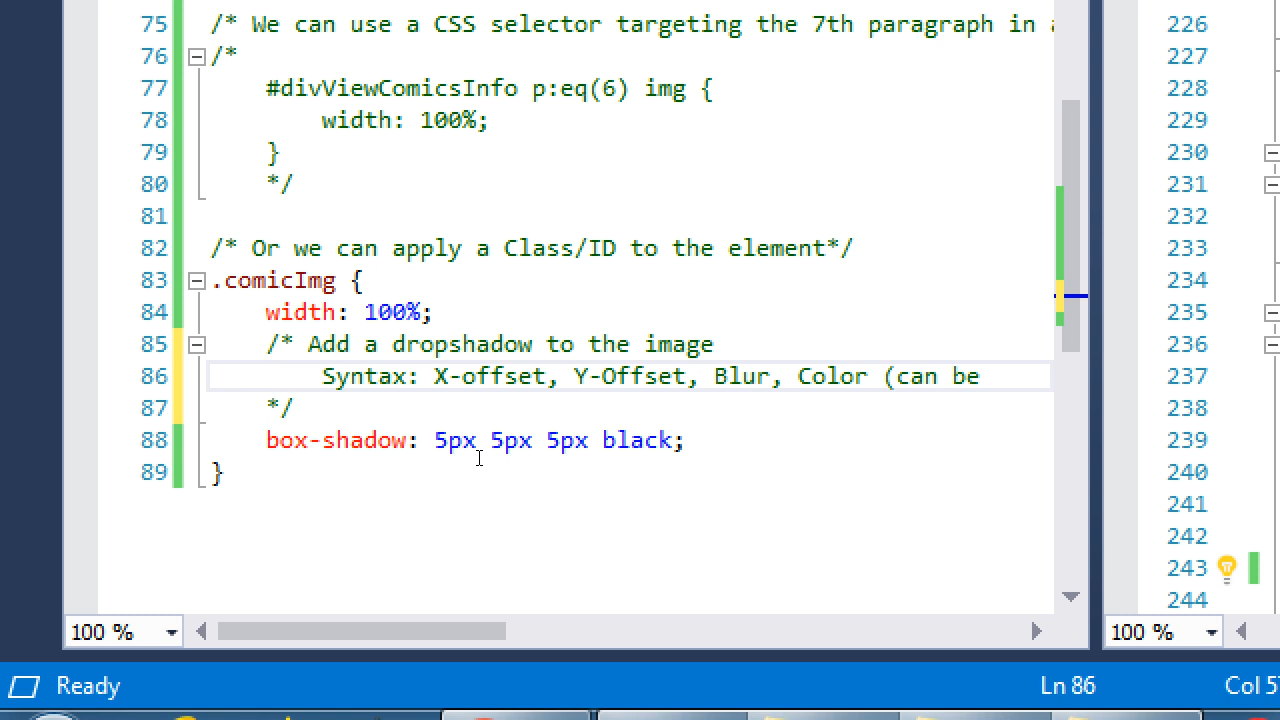 75 /* We can use a CSS selector targeting the 7th paragraph in
76 /*
77 #divViewComicsInfo p:eq(6) img {
78 width: 100%;
79 }
80 */
81
82 /* Or we can apply a Class/ID to the element*/
83 .comicImg {
84 width: 100%;
85 /* Add a dropshadow to the image
86 Syntax: X-offset, Y-Offset, Blur, Color (can be
87 */
88 box-shadow: 5px 5px 5px black;
89 }
226
227
228
229
230
231
232
233
234
235
236
237
238
239
240
241
242
243
244
100 %
100 %
Ready
Ln 86
Col 5